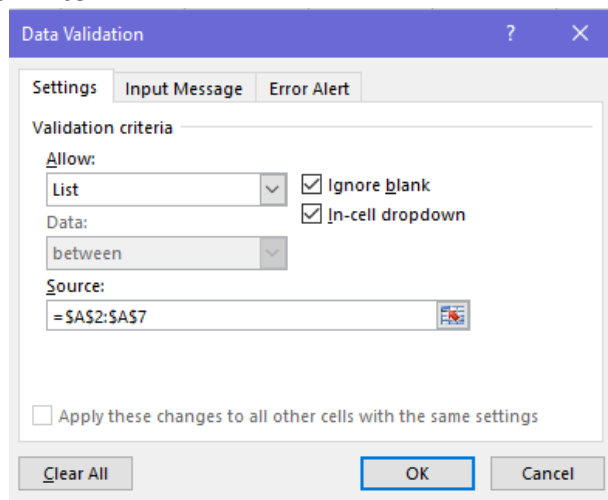 Data Validation ?
Settings Input Message Error Alert
Validation criteria
Allow:
List Ignore blank
Data: In-cell dropdown
between
Source:
=$A$2:$A$7
Apply these changes to all other cells with the same settings
Clear All OK Cancel